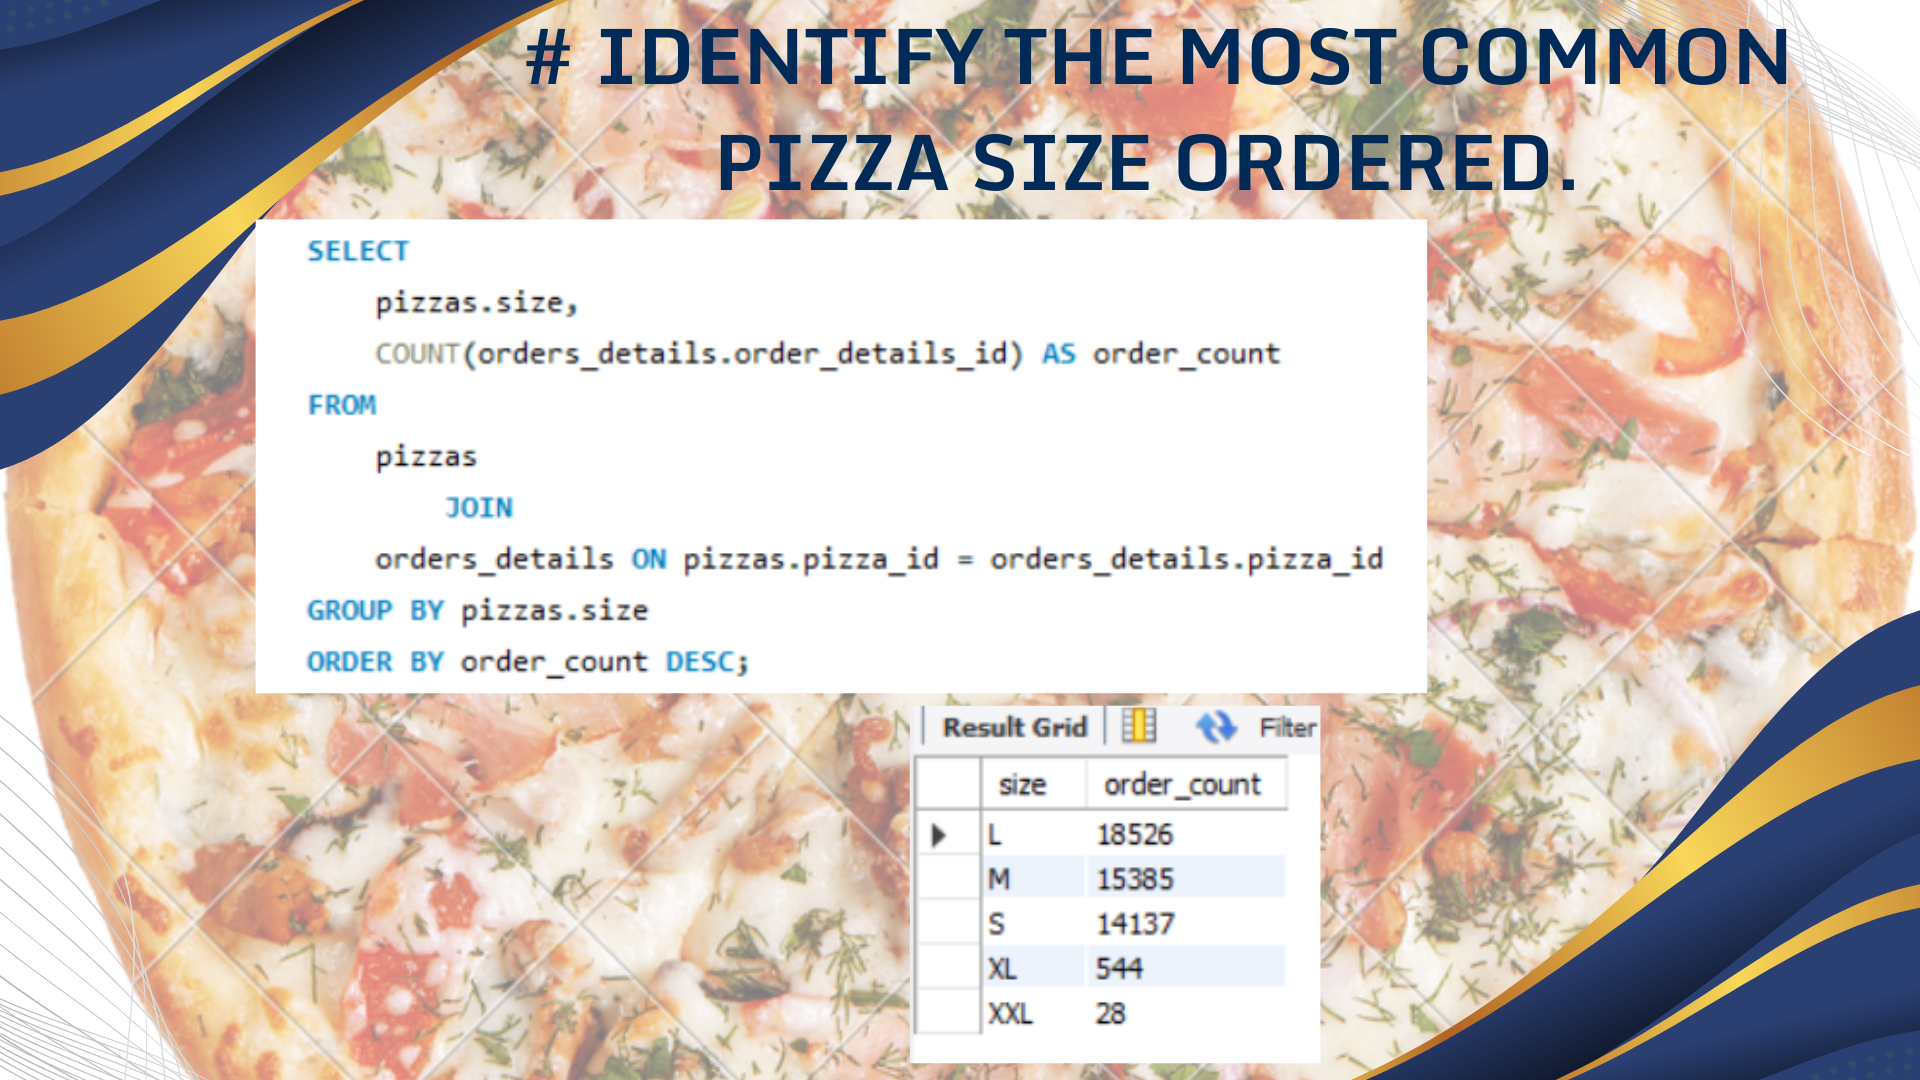 # IDENTIFY THE MOST COMMON
PIZZA SIZE ORDERED.
SELECT
pizzas.size,
COUNT(orders_details.order_details_id) AS order_count
FROM
pizzas
JOIN
orders_details ON pizzas.pizza_id = orders_details.pizza_id
GROUP BY pizzas.size
ORDER BY order_count DESC;
Result Grid Filter
size order_count
L 18526
M 15385
S 14137
XL 544
XXL 28